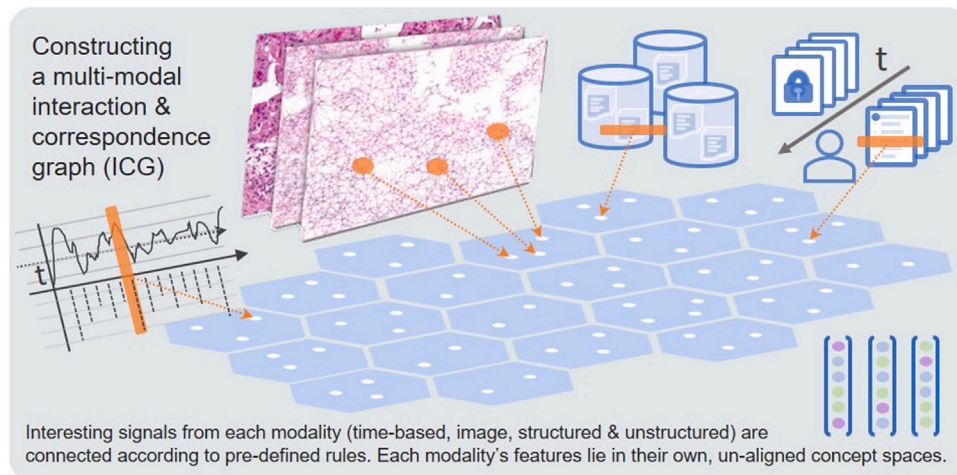 Constructing
a multi-modal
interaction &
correspondence
graph (ICG)
t
t
Interesting signals from each modality (time-based, image, structured & unstructured) are
connected according to pre-defined rules. Each modality's features lie in their own, un-aligned concept spaces.